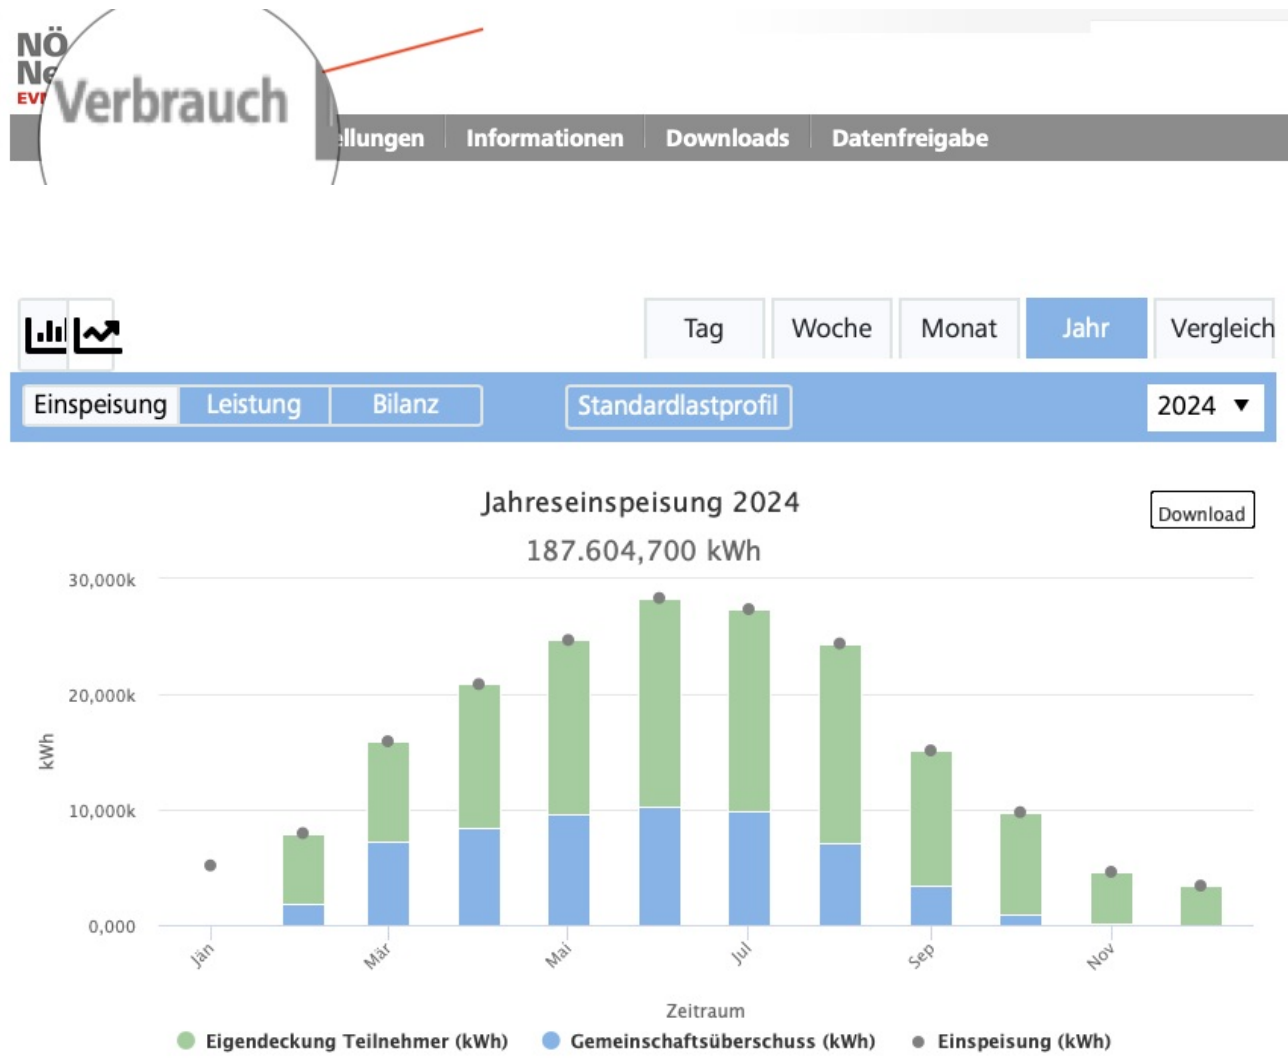 NÖ
Ne
EVN
Verbrauch
ellungen Informationen Downloads Datenfreigabe
Tag Woche Monat Jahr Vergleich
Einspeisung Leistung Bilanz Standardlastprofil 2024 ▼
Jahreseinspeisung 2024
Download
187.604,700 kWh
30,000k
20,000k
10,000k
0,000
kWh
Jän Mär Mai Jul Sep Nov
Zeitraum
Eigendeckung Teilnehmer (kWh) Gemeinschaftsüberschuss (kWh) Einspeisung (kWh)